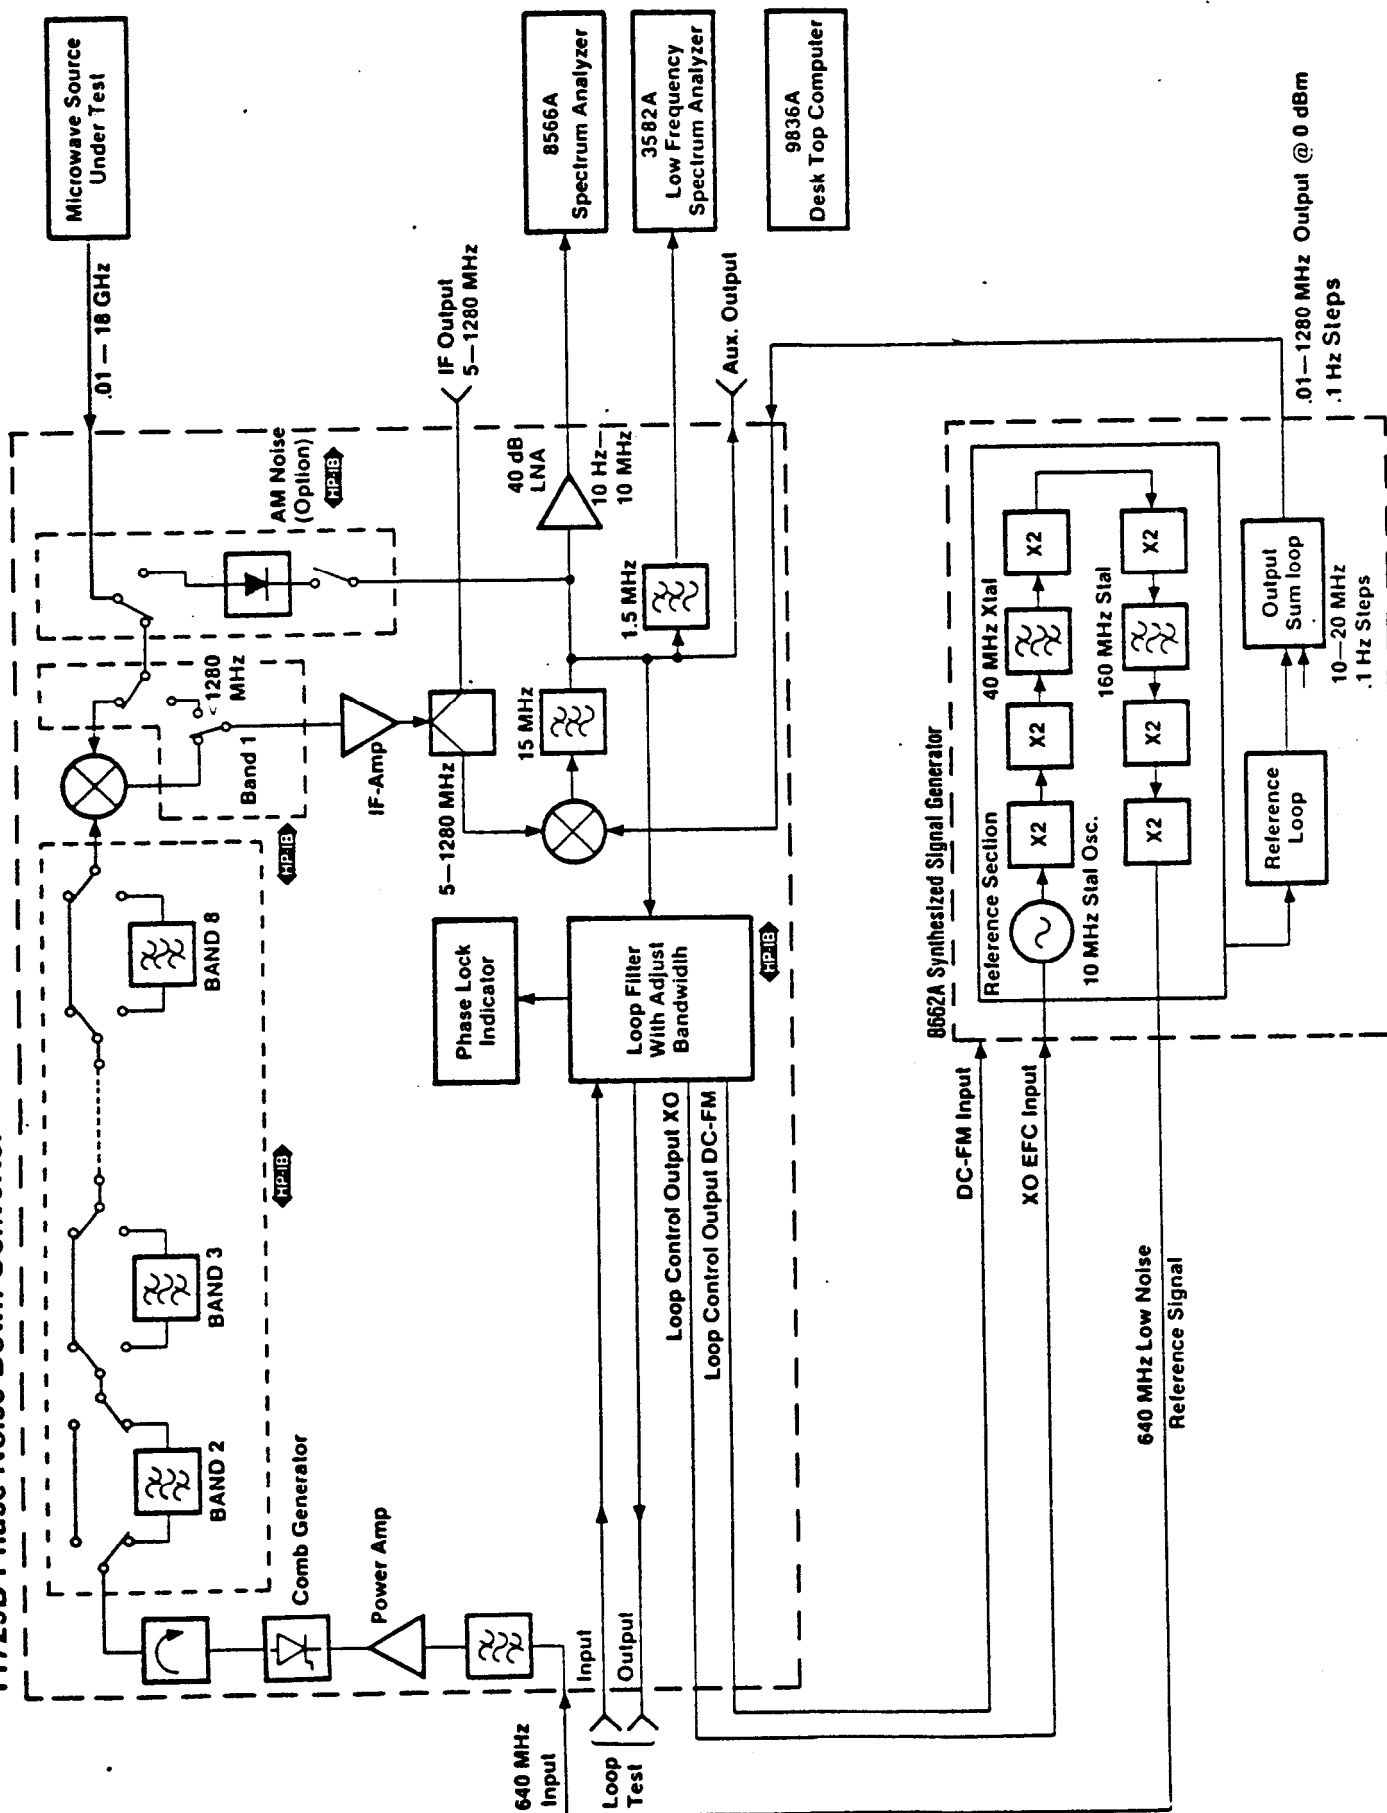 Microwave Source
Under Test
.01 — 18 GHz
8566A
Spectrum Analyzer
3582A
Low Frequency
Spectrum Analyzer
9836A
Desk Top Computer
AM Noise
(Option)
HP-IB
<1280
MHz
Band 1
HP-IB
BAND 8
BAND 3
BAND 2
HP-IB
Comb Generator
Power Amp
640 MHz
Input
IF-Amp
IF Output
5—1280 MHz
5—1280 MHz
40 dB
LNA
10 Hz—
10 MHz
15 MHz
1.5 MHz
Aux. Output
Phase Lock
Indicator
Loop Filter
With Adjust
Bandwidth
HP-IB
Input
Output
Loop
Test
Loop Control Output XO
Loop Control Output DC-FM
DC-FM Input
XO EFC Input
640 MHz Low Noise
Reference Signal
8662A Synthesized Signal Generator
Reference Section
10 MHz Stal Osc.
X2
X2
40 MHz Xtal
X2
X2
160 MHz Stal
X2
X2
Reference
Loop
Output
Sum loop
10—20 MHz
.1 Hz Steps
.01—1280 MHz Output @ 0 dBm
.1 Hz Steps